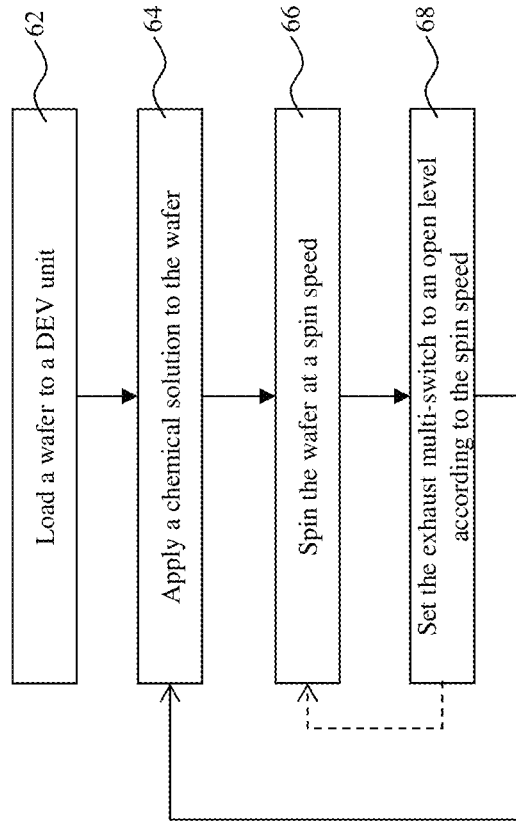 Load a wafer to a DEV unit
62
Apply a chemical solution to the wafer
64
Spin the wafer at a spin speed
66
Set the exhaust multi-switch to an open level
according to the spin speed
68